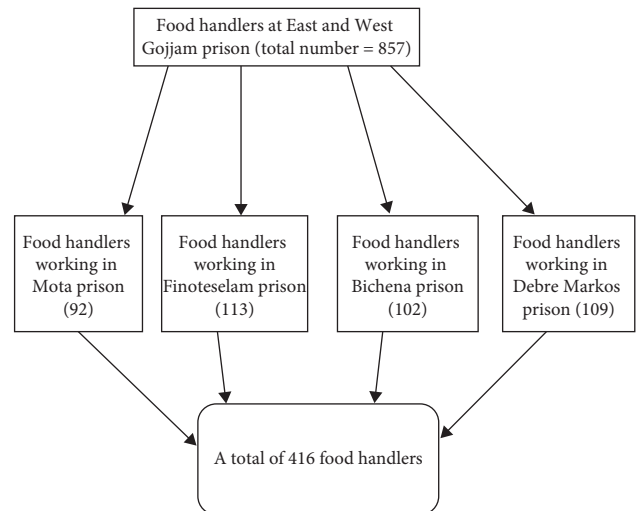 Food handlers at East and West
Gojjam prison (total number = 857)
Food handlers
working in
Mota prison
(92)
Food handlers
working in
Finoteselam prison
(113)
Food handlers
working in
Bichena prison
(102)
Food handlers
working in
Debre Markos
prison (109)
A total of 416 food handlers